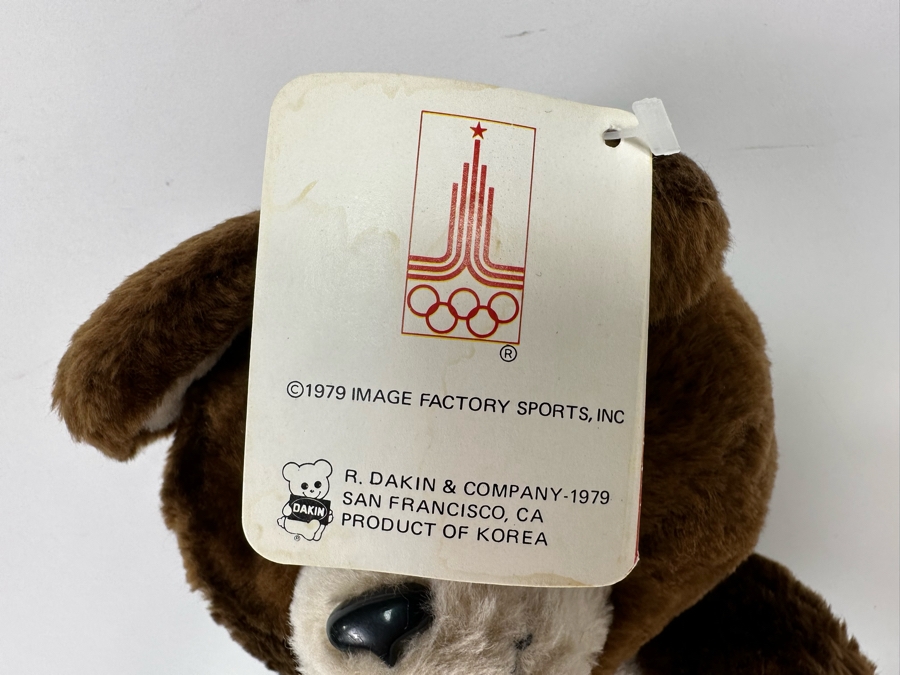 ®
©1979 IMAGE FACTORY SPORTS, INC
R. DAKIN & COMPANY-1979
SAN FRANCISCO, CA
PRODUCT OF KOREA
DAKIN
®